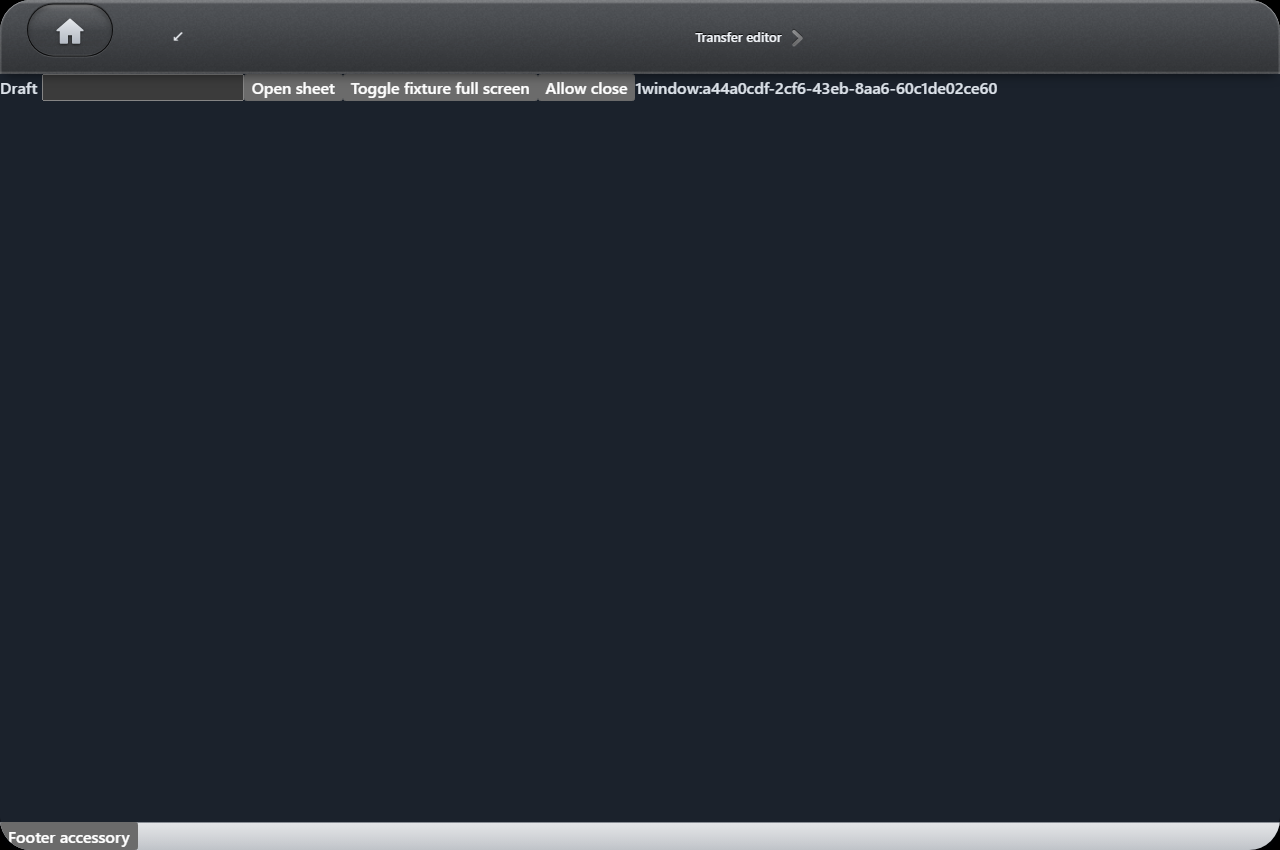 Transfer editor
Draft Open sheet Toggle fixture full screen Allow close 1window:a44a0cdf-2cf6-43eb-8aa6-60c1de02ce60
Footer accessory